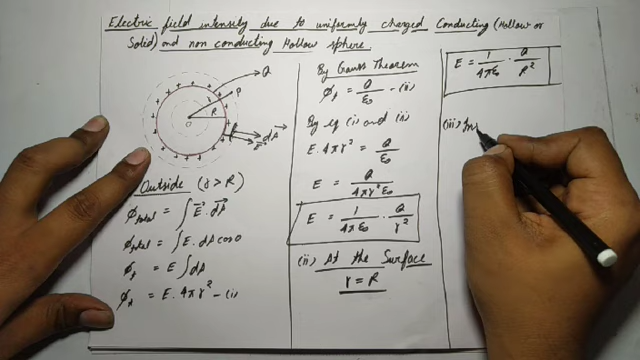 Electric field intensity due to uniformly charged Conducting (Hollow or
Solid) and non conducting Hollow sphere.
Q
P
R
O
dA
E
Outside (r > R)
ϕtotal = ∫ E. dA
ϕtotal = ∫ E. dA cos0
ϕt = E ∫ dA
ϕt = E. 4πr² – (i)
By Gauss Theorem
ϕt = Q/ε0 – (ii)
By eq (i) and (ii)
E. 4πr² = Q/ε0
E = Q/4πr²ε0
E = 1/4πε0 . Q/r²
(ii) At the Surface
r = R
E = 1/4πε0 . Q/R²
(iii) Ins